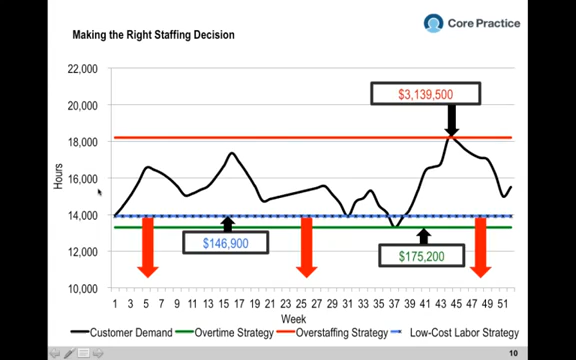 Core Practice
Making the Right Staffing Decision
22,000
20,000
18,000
16,000
14,000
12,000
10,000
Hours
$3,139,500
$146,900
$175,200
1 3 5 7 9 11 13 15 17 19 21 23 25 27 29 31 33 35 37 39 41 43 45 47 49 51
Week
Customer Demand Overtime Strategy Overstaffing Strategy Low-Cost Labor Strategy
10